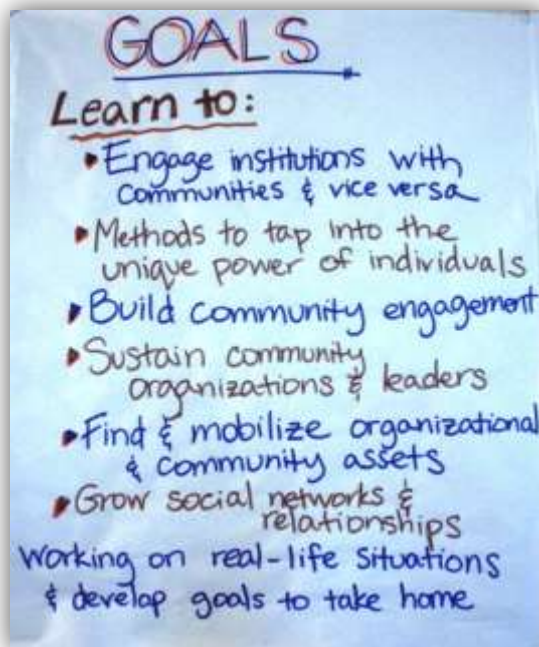 GOALS
Learn to:
• Engage institutions with
communities & vice versa
• Methods to tap into the
unique power of individuals
• Build community engagement
• Sustain community
organizations & leaders
• Find & mobilize organizational
& community assets
• Grow social networks &
relationships
Working on real-life situations
& develop goals to take home